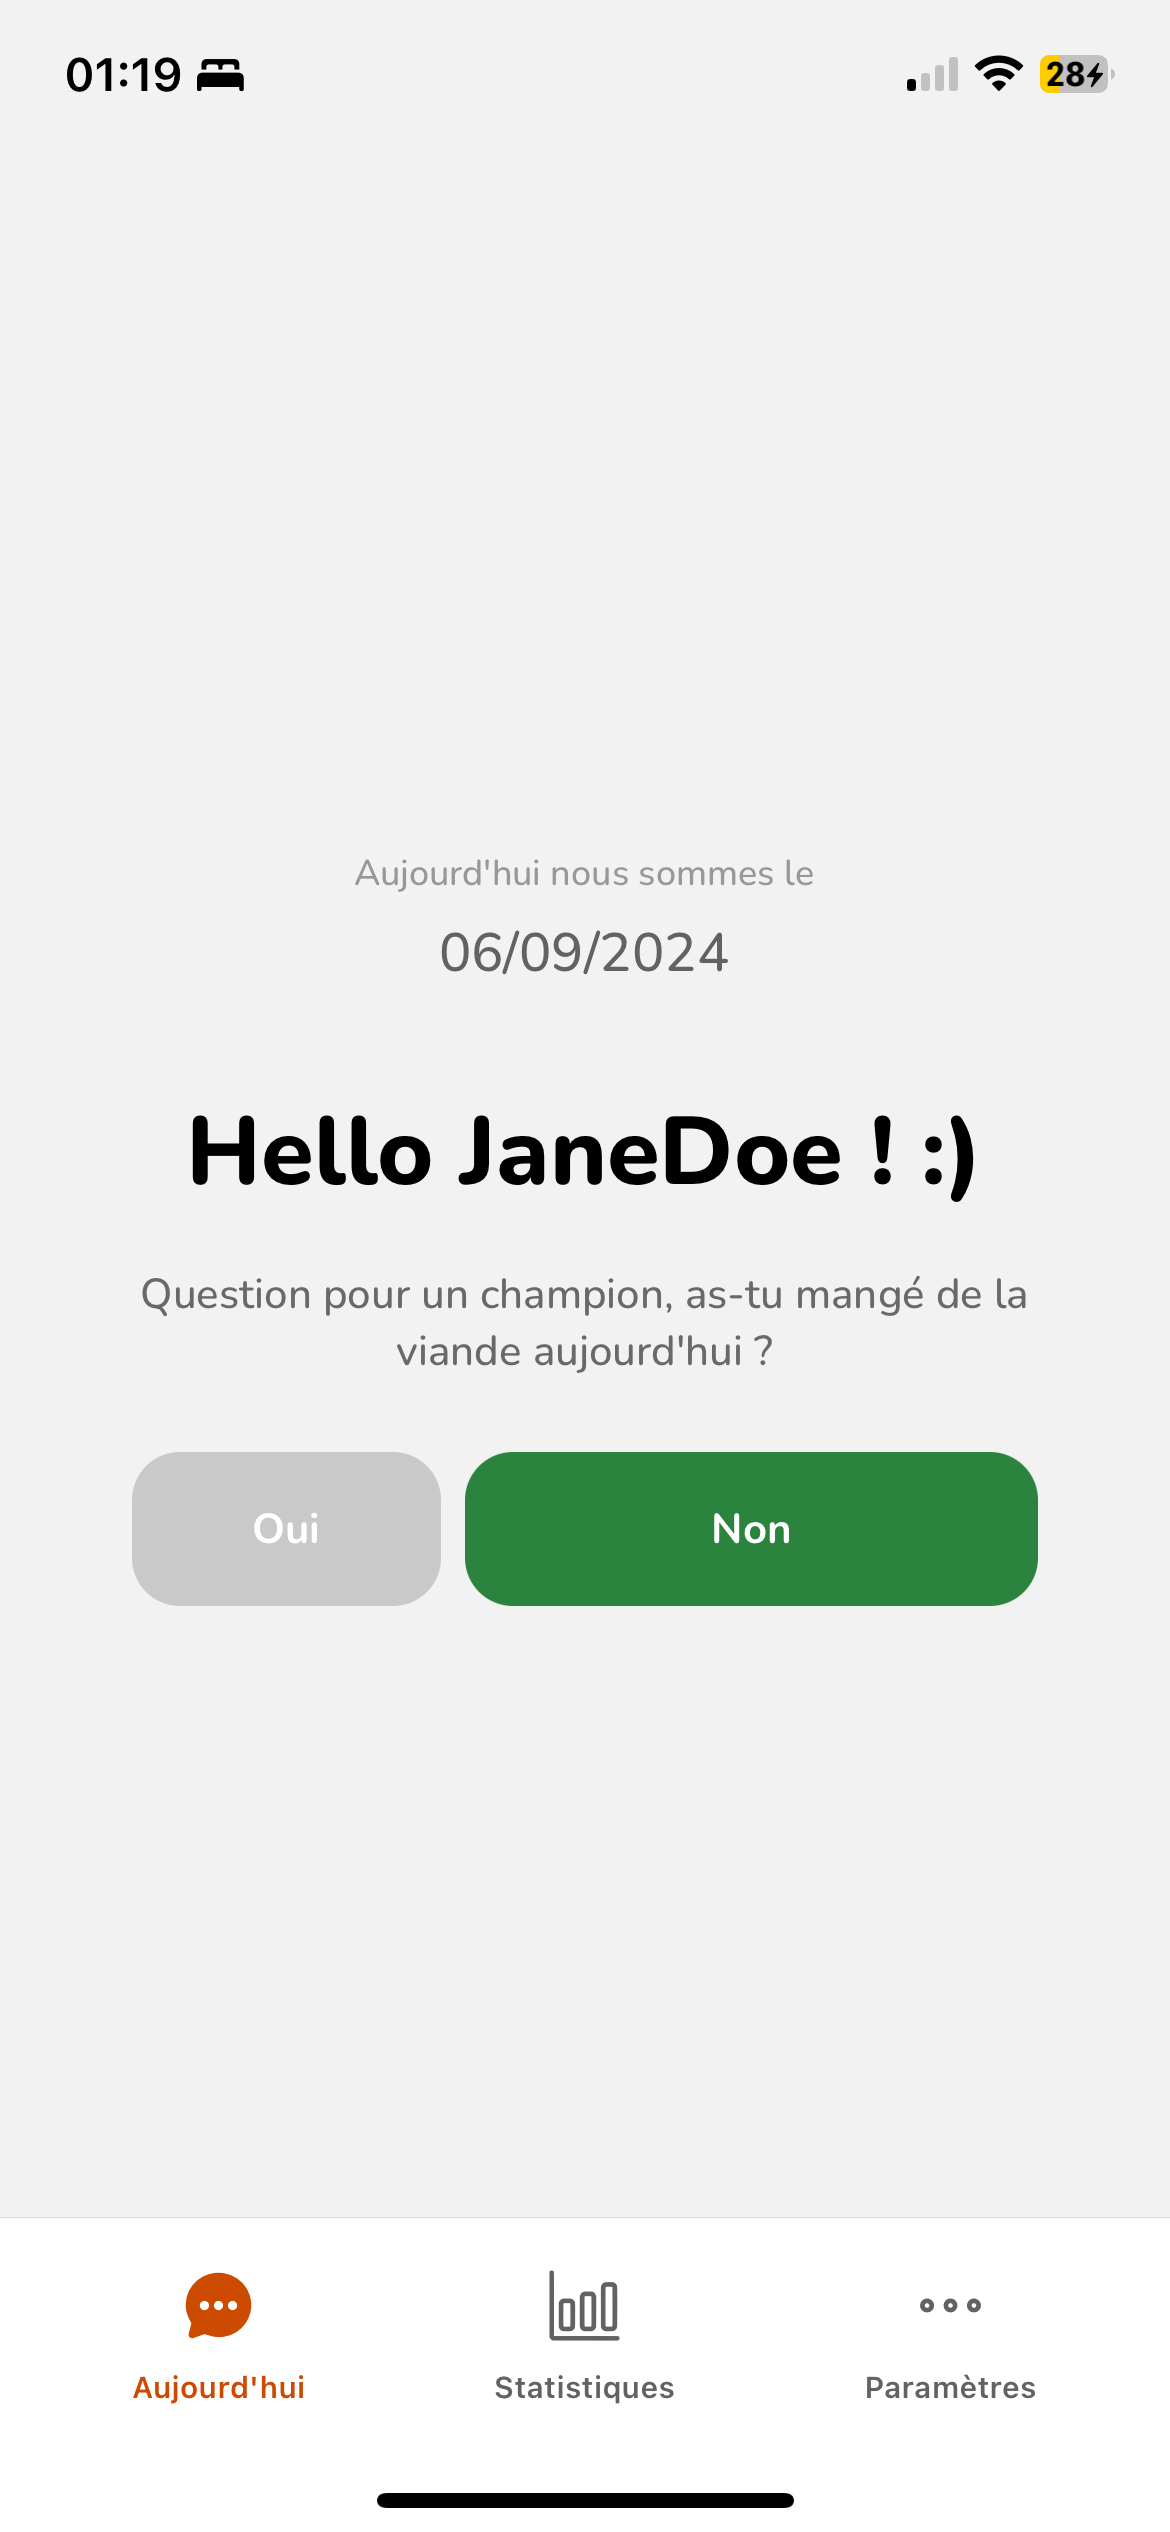 01:19
28
Aujourd'hui nous sommes le
06/09/2024
Hello JaneDoe ! :)
Question pour un champion, as-tu mangé de la
viande aujourd'hui ?
Oui
Non
Aujourd'hui
Statistiques
Paramètres